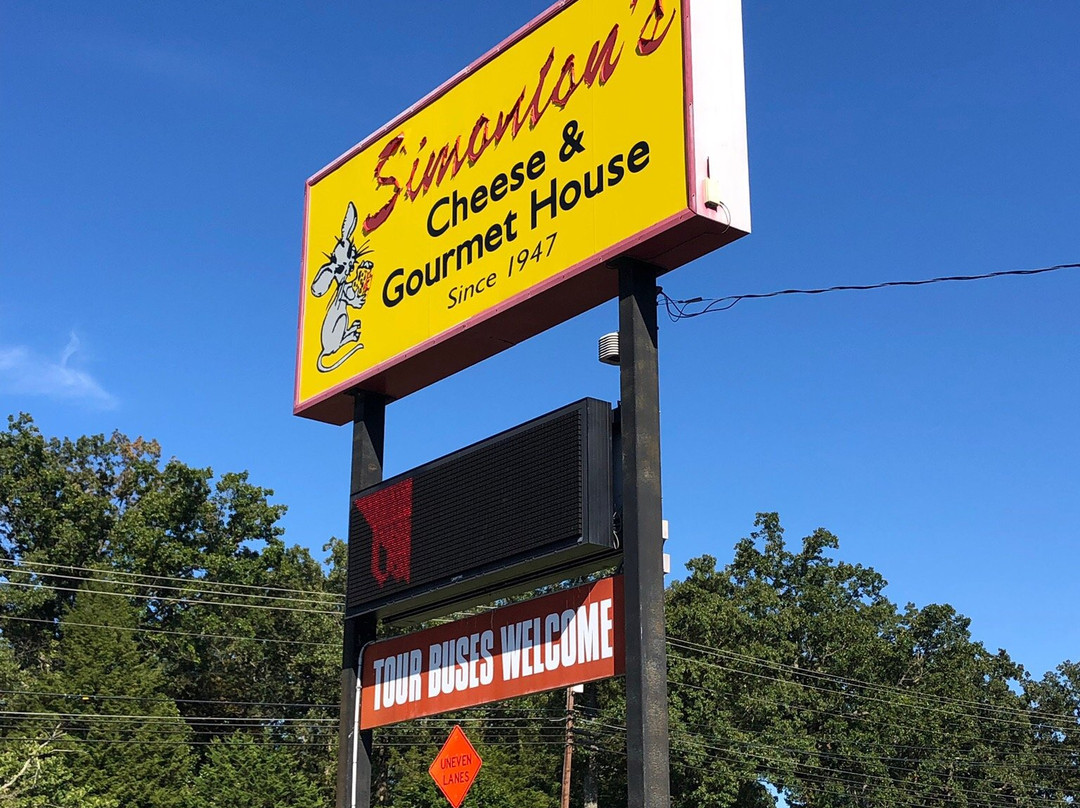 Simonton's
Cheese &
Gourmet House
Since 1947
TOUR BUSES WELCOME
UNEVEN
LANES